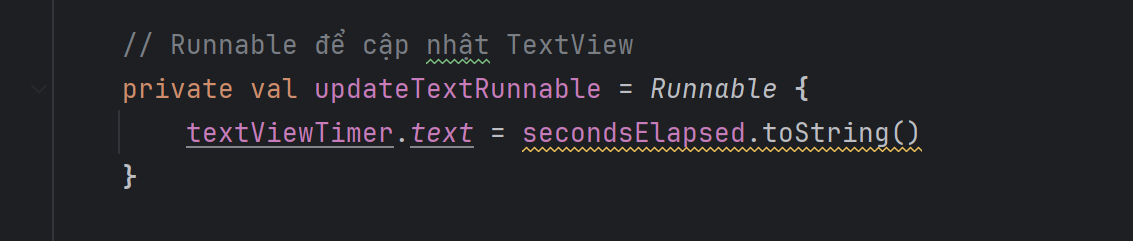 // Runnable để cập nhật TextView
private val updateTextRunnable = Runnable {
textViewTimer.text = secondsElapsed.toString()
}